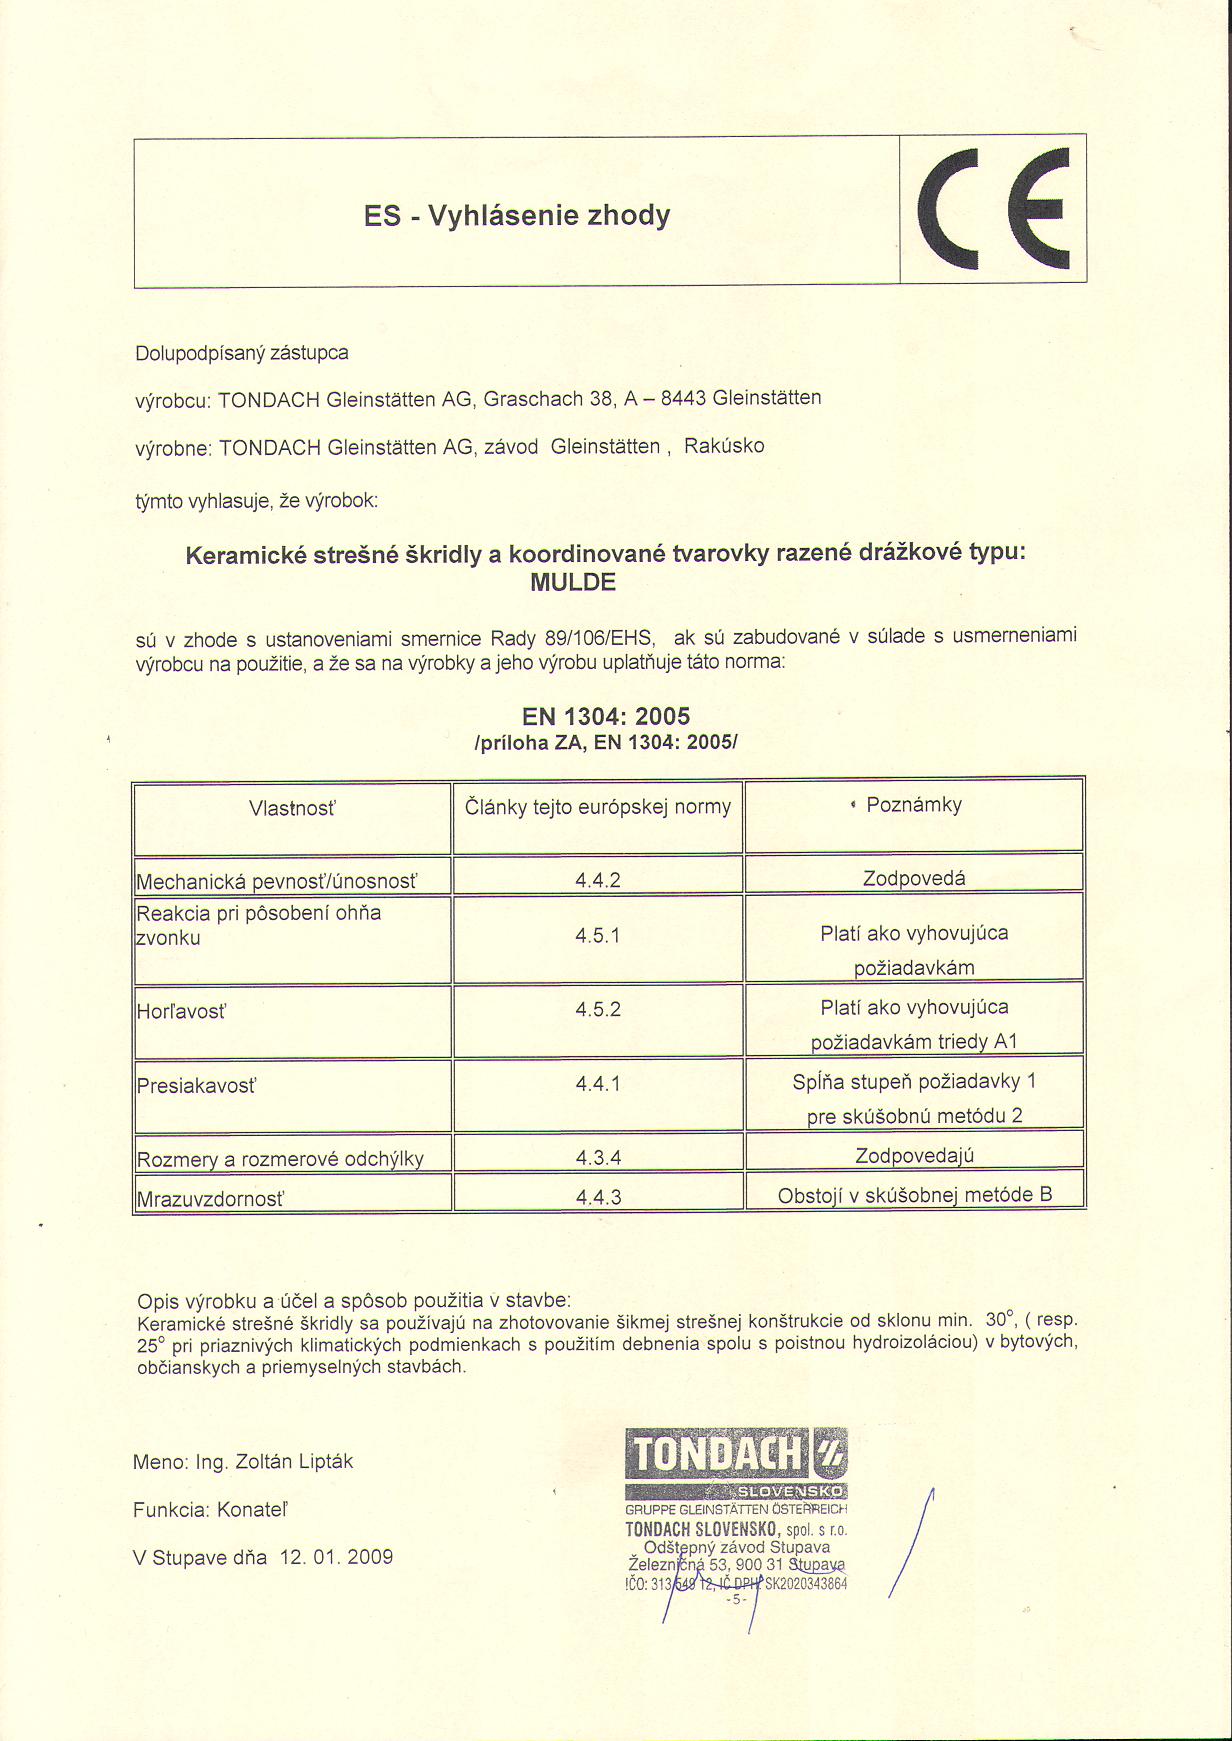 ES - Vyhlásenie zhody
CE
Dolupodpísaný zástupca
výrobcu: TONDACH Gleinstätten AG, Graschach 38, A – 8443 Gleinstätten
výrobne: TONDACH Gleinstätten AG, závod Gleinstätten , Rakúsko
týmto vyhlasuje, že výrobok:
Keramické strešné škridly a koordinované tvarovky razené drážkové typu:
MULDE
sú v zhode s ustanoveniami smernice Rady 89/106/EHS, ak sú zabudované v súlade s usmerneniami
výrobcu na použitie, a že sa na výrobky a jeho výrobu uplatňuje táto norma:
EN 1304: 2005
/príloha ZA, EN 1304: 2005/
Vlastnosť Články tejto európskej normy Poznámky
Mechanická pevnosť/únosnosť 4.4.2 Zodpovedá
Reakcia pri pôsobení ohňa
zvonku 4.5.1 Platí ako vyhovujúca
požiadavkám
Horľavosť 4.5.2 Platí ako vyhovujúca
požiadavkám triedy A1
Presiakavosť 4.4.1 Spĺňa stupeň požiadavky 1
pre skúšobnú metódu 2
Rozmery a rozmerové odchýlky 4.3.4 Zodpovedajú
Mrazuvzdornosť 4.4.3 Obstojí v skúšobnej metóde B
Opis výrobku a účel a spôsob použitia v stavbe:
Keramické strešné škridly sa používajú na zhotovovanie šikmej strešnej konštrukcie od sklonu min. 30°, ( resp.
25° pri priaznivých klimatických podmienkach s použitím debnenia spolu s poistnou hydroizoláciou) v bytových,
občianskych a priemyselných stavbách.
Meno: Ing. Zoltán Lipták
Funkcia: Konateľ
V Stupave dňa 12. 01. 2009
TONDACH
SLOVENSKO
GRUPPE GLEINSTÄTTEN ÖSTERREICH
TONDACH SLOVENSKO, spol. s r.o.
Odštepný závod Stupava
Železničná 53, 900 31 Stupava
IČO: 313 549 12, IČ DPH: SK2020343864
-5-